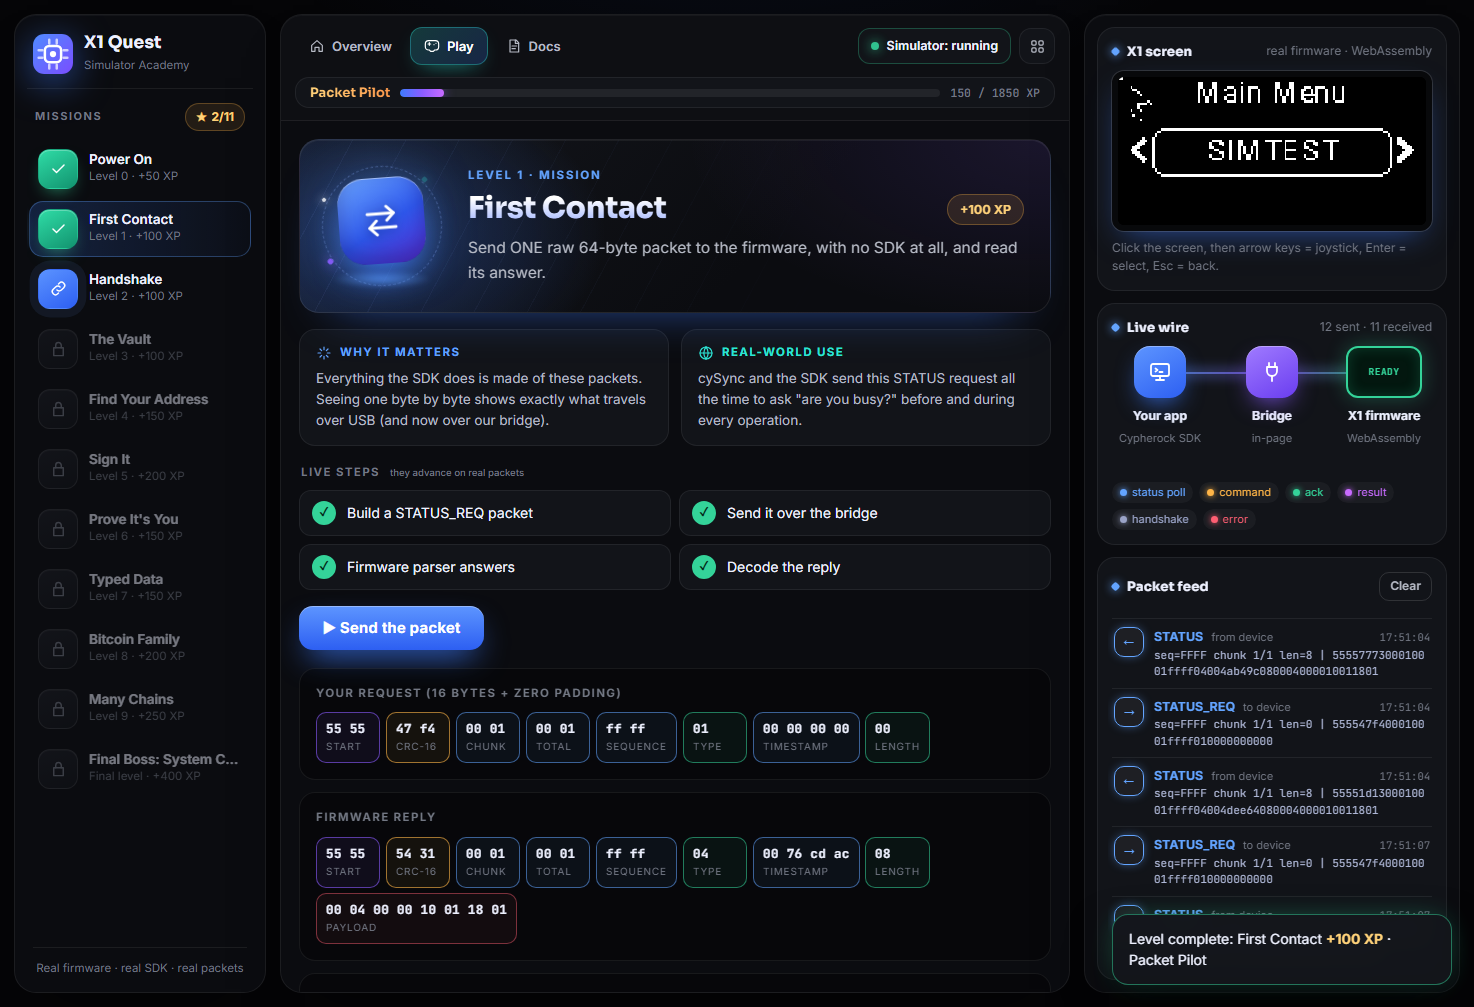 X1 Quest
Simulator Academy
MISSIONS
★ 2/11
Power On
Level 0 · +50 XP
First Contact
Level 1 · +100 XP
Handshake
Level 2 · +100 XP
The Vault
Level 3 · +100 XP
Find Your Address
Level 4 · +150 XP
Sign It
Level 5 · +200 XP
Prove It's You
Level 6 · +150 XP
Typed Data
Level 7 · +150 XP
Bitcoin Family
Level 8 · +200 XP
Many Chains
Level 9 · +250 XP
Final Boss: System C...
Final level · +400 XP
Real firmware · real SDK · real packets
Overview
Play
Docs
Simulator: running
Packet Pilot
150 / 1850 XP
LEVEL 1 · MISSION
First Contact
+100 XP
Send ONE raw 64-byte packet to the firmware, with no SDK at all, and read
its answer.
WHY IT MATTERS
Everything the SDK does is made of these packets.
Seeing one byte by byte shows exactly what travels
over USB (and now over our bridge).
REAL-WORLD USE
cySync and the SDK send this STATUS request all
the time to ask "are you busy?" before and during
every operation.
LIVE STEPS they advance on real packets
Build a STATUS_REQ packet
Send it over the bridge
Firmware parser answers
Decode the reply
▶ Send the packet
YOUR REQUEST (16 BYTES + ZERO PADDING)
55 55
START
47 f4
CRC-16
00 01
CHUNK
00 01
TOTAL
ff ff
SEQUENCE
01
TYPE
00 00 00 00
TIMESTAMP
00
LENGTH
FIRMWARE REPLY
55 55
START
54 31
CRC-16
00 01
CHUNK
00 01
TOTAL
ff ff
SEQUENCE
04
TYPE
00 76 cd ac
TIMESTAMP
08
LENGTH
00 04 00 00 10 01 18 01
PAYLOAD
X1 screen
real firmware · WebAssembly
Main Menu
SIMTEST
Click the screen, then arrow keys = joystick, Enter =
select, Esc = back.
Live wire
12 sent · 11 received
READY
Your app
Cypherock SDK
Bridge
in-page
X1 firmware
WebAssembly
status poll
command
ack
result
handshake
error
Packet feed
Clear
← STATUS from device 17:51:04
seq=FFFF chunk 1/1 len=8 | 55557773000100
01ffff04004ab49c080004000010011801
→ STATUS_REQ to device 17:51:04
seq=FFFF chunk 1/1 len=0 | 555547f4000100
01ffff010000000000
← STATUS from device 17:51:04
seq=FFFF chunk 1/1 len=8 | 55551d13000100
01ffff04004dee64080004000010011801
→ STATUS_REQ to device 17:51:07
seq=FFFF chunk 1/1 len=0 | 555547f4000100
01ffff010000000000
STATUS from device 17:51:07
Level complete: First Contact +100 XP ·
Packet Pilot